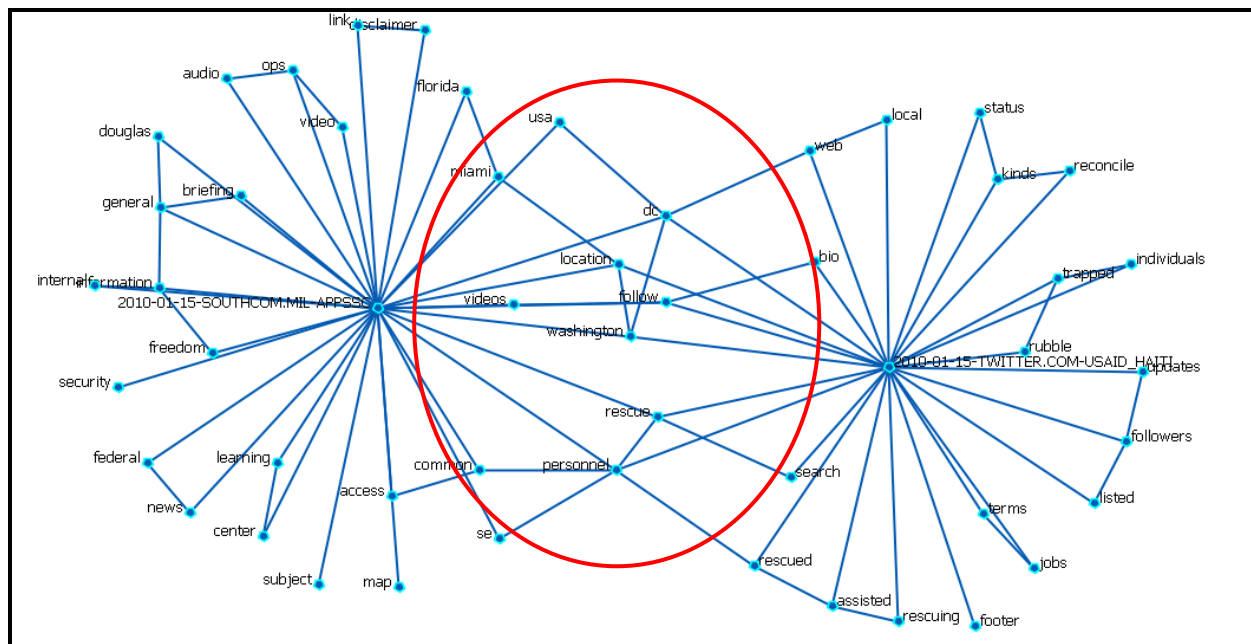 link
disclaimer
audio
ops
florida
video
usa
douglas
briefing
general
miami
local
web
status
kinds
reconcile
dc
location
bio
individuals
trapped
internal
information
2010-01-15-SOUTHCOM.MIL-APPSSC
videos
follow
washington
freedom
security
rubble
2010-01-15-TWITTER.COM-USAID_HAITI
updates
rescue
federal
learning
common
personnel
search
followers
access
news
center
se
listed
terms
subject
map
rescued
jobs
assisted
rescuing
footer